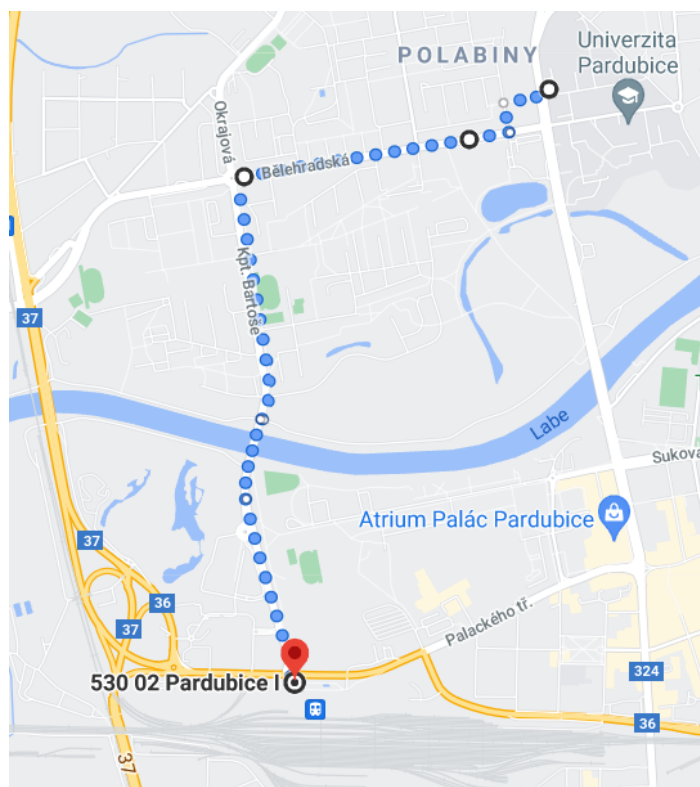 POLABINY
Univerzita
Pardubice
Okrajová
Bělehradská
Kpt. Bartoše
37
Labe
Sukova
Atrium Palác Pardubice
37
36
37
Palackého tř.
530 02 Pardubice I
324
36
37